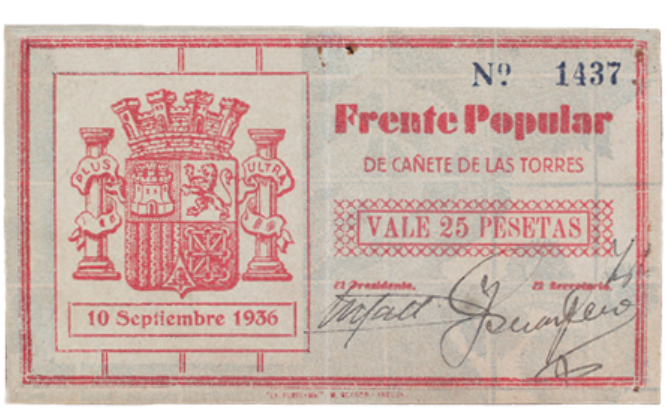 Nº 1437
Frente Popular
DE CAÑETE DE LAS TORRES
PLUS ULTRA
VALE 25 PESETAS
El Presidente, El Secretario,
10 Septiembre 1936